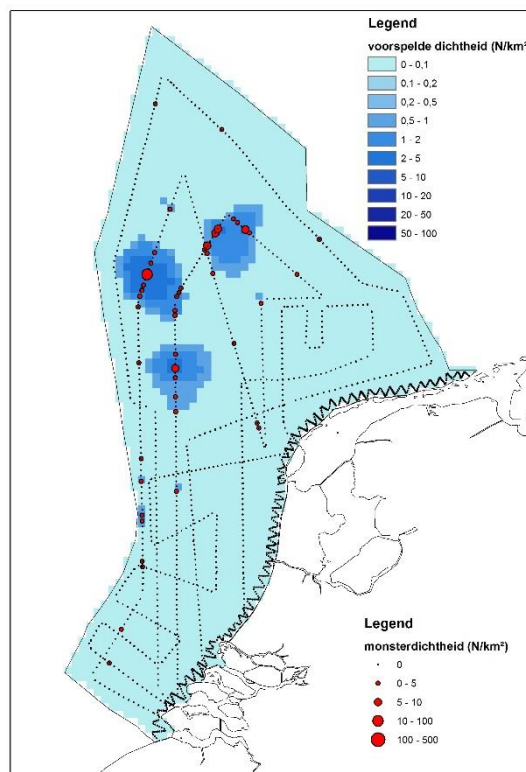 Legend
voorspelde dichtheid (N/km²
0 - 0,1
0,1 - 0,2
0,2 - 0,5
0,5 - 1
1 - 2
2 - 5
5 - 10
10 - 20
20 - 50
50 - 100
Legend
monsterdichtheid (N/km²)
0
0 - 5
5 - 10
10 - 100
100 - 500